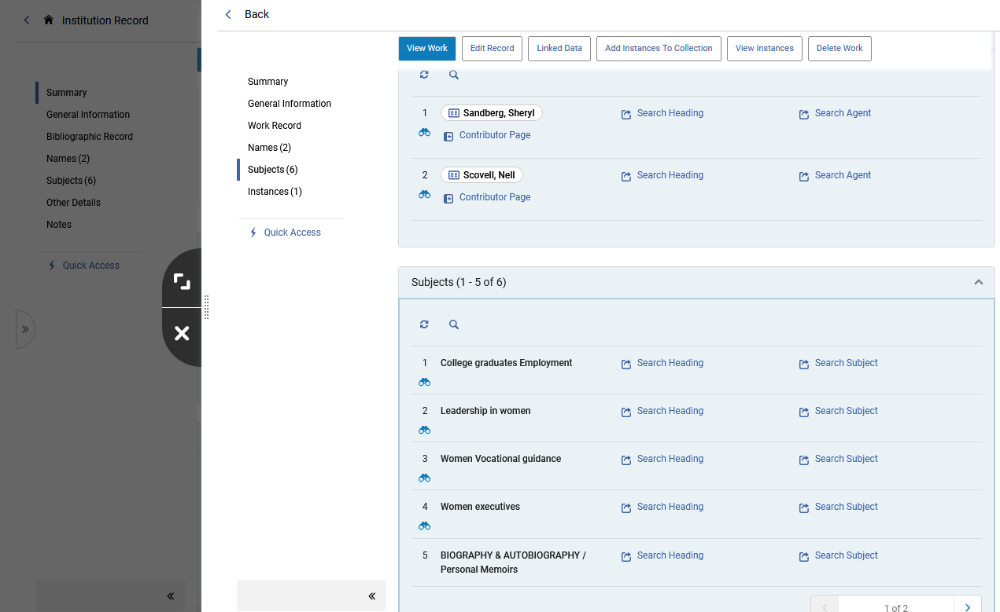 Institution Record
Summary
General Information
Bibliographic Record
Names (2)
Subjects (6)
Other Details
Notes
Quick Access
Back
View Work
Edit Record
Linked Data
Add Instances To Collection
View Instances
Delete Work
Summary
General Information
Work Record
Names (2)
Subjects (6)
Instances (1)
Quick Access
1 Sandberg, Sheryl Search Heading Search Agent
Contributor Page
2 Scovell, Nell Search Heading Search Agent
Contributor Page
Subjects (1 - 5 of 6)
1 College graduates Employment Search Heading Search Subject
2 Leadership in women Search Heading Search Subject
3 Women Vocational guidance Search Heading Search Subject
4 Women executives Search Heading Search Subject
5 BIOGRAPHY & AUTOBIOGRAPHY / Search Heading Search Subject
Personal Memoirs
1 of 2